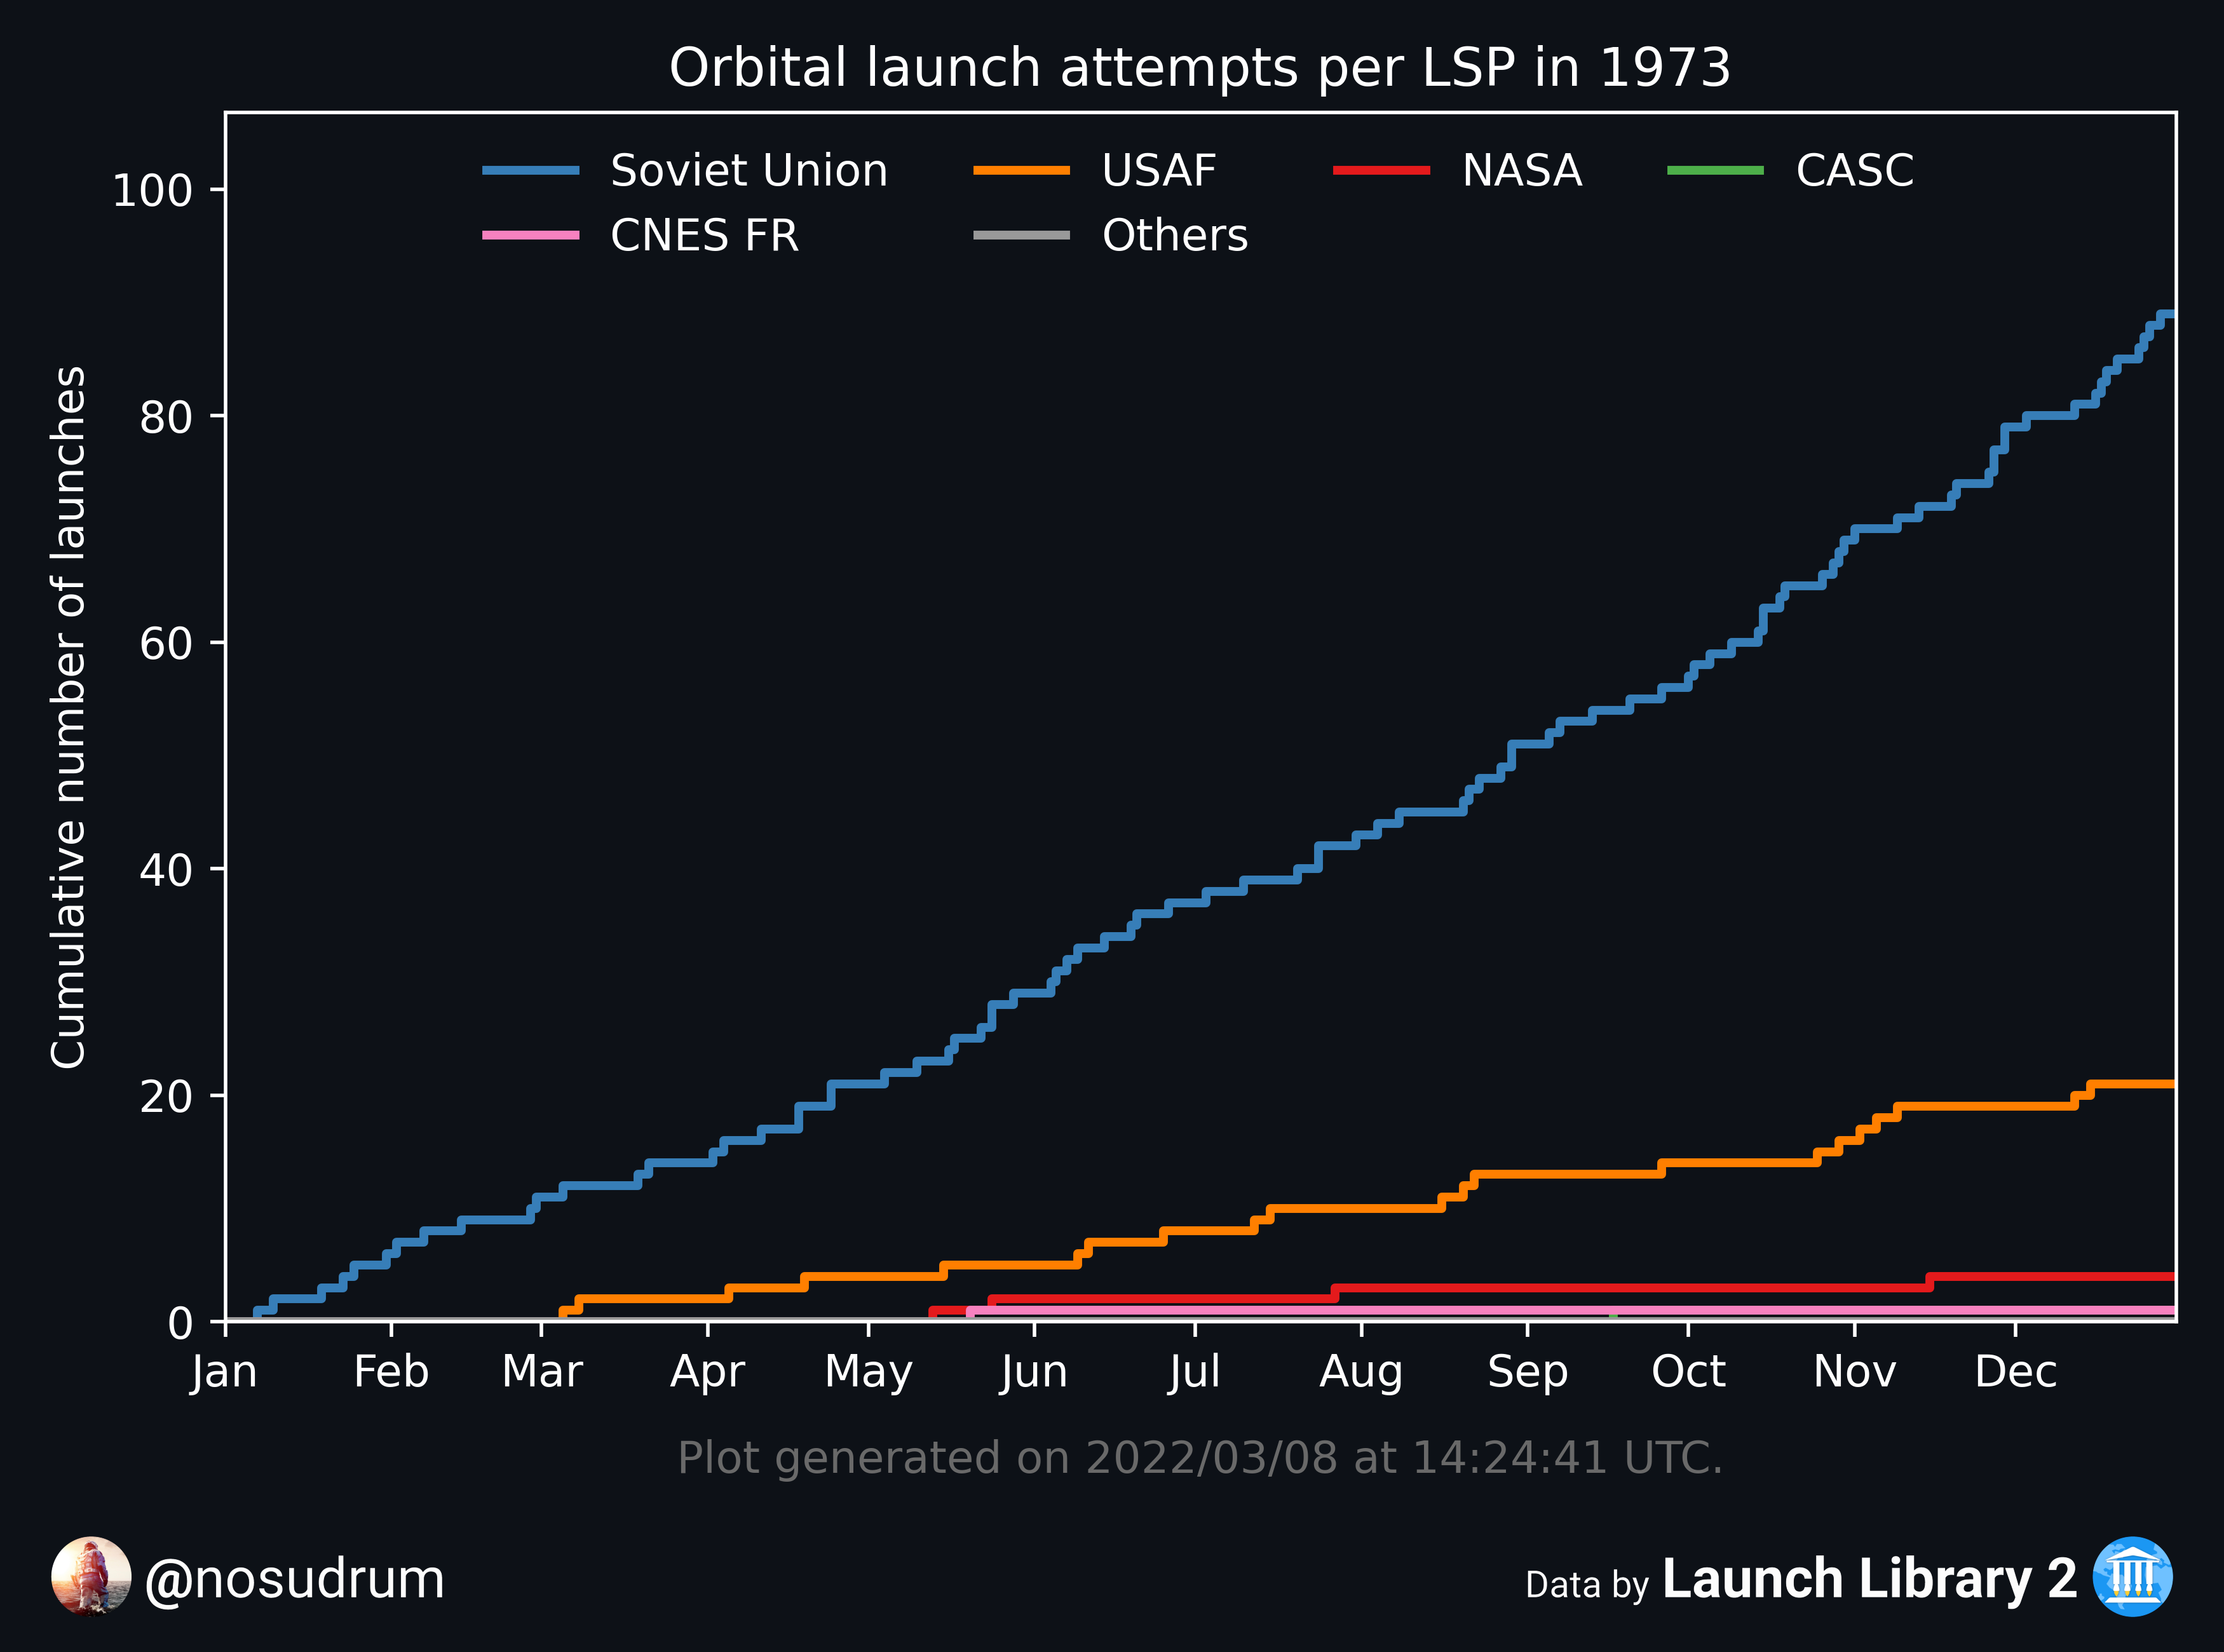 Orbital launch attempts per LSP in 1973
Soviet Union USAF NASA CASC
CNES FR Others
Cumulative number of launches
100
80
60
40
20
0
Jan Feb Mar Apr May Jun Jul Aug Sep Oct Nov Dec
Plot generated on 2022/03/08 at 14:24:41 UTC.
@nosudrum
Data by Launch Library 2